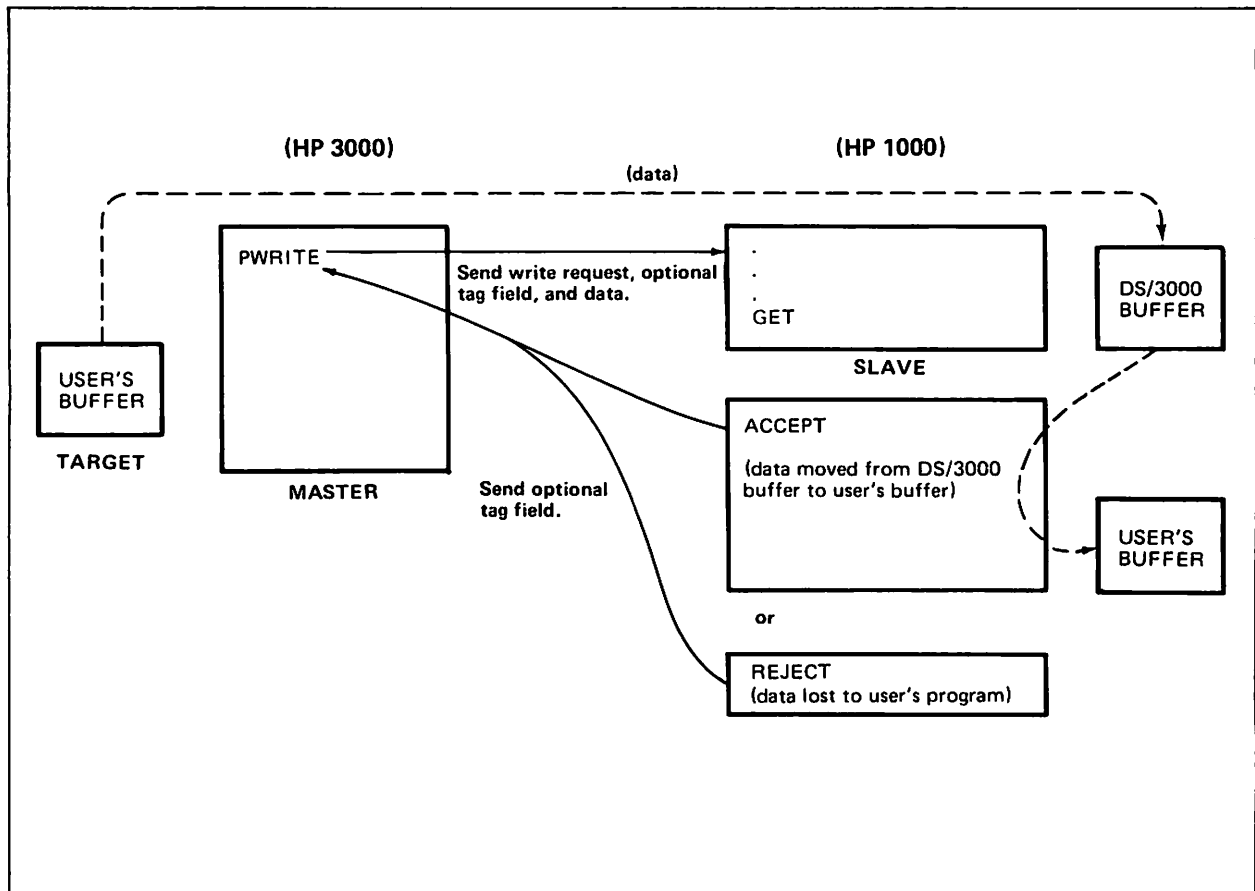 (HP 3000)
(HP 1000)
(data)
PWRITE
Send write request, optional
tag field, and data.
.
.
.
GET
SLAVE
DS/3000
BUFFER
USER'S
BUFFER
TARGET
MASTER
Send optional
tag field.
ACCEPT
(data moved from DS/3000
buffer to user's buffer)
USER'S
BUFFER
or
REJECT
(data lost to user's program)